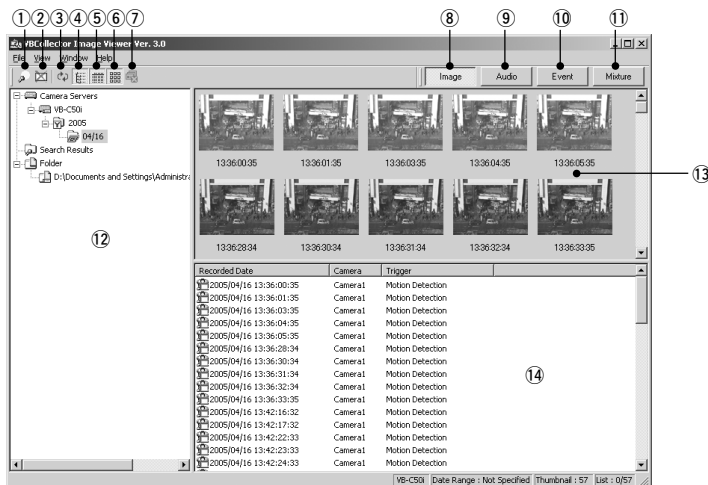 ① ② ③ ④ ⑤ ⑥ ⑦ ⑧ ⑨ ⑩ ⑪
VBCollector Image Viewer Ver. 3.0
File View Window Help
Image Audio Event Mixture
Camera Servers
VB-C50i
2005
04/16
Search Results
Folder
D:\Documents and Settings\Administra
⑫
13:36:00:35 13:36:01:35 13:36:03:35 13:36:04:35 13:36:05:35
⑬
13:36:28:34 13:36:30:34 13:36:31:34 13:36:32:34 13:36:33:35
Recorded Date Camera Trigger
2005/04/16 13:36:00:35 Camera1 Motion Detection
2005/04/16 13:36:01:35 Camera1 Motion Detection
2005/04/16 13:36:03:35 Camera1 Motion Detection
2005/04/16 13:36:04:35 Camera1 Motion Detection
2005/04/16 13:36:05:35 Camera1 Motion Detection
2005/04/16 13:36:28:34 Camera1 Motion Detection
2005/04/16 13:36:30:34 Camera1 Motion Detection
2005/04/16 13:36:31:34 Camera1 Motion Detection
2005/04/16 13:36:32:34 Camera1 Motion Detection
2005/04/16 13:36:33:35 Camera1 Motion Detection
2005/04/16 13:42:16:32 Camera1 Motion Detection
2005/04/16 13:42:17:32 Camera1 Motion Detection
2005/04/16 13:42:22:33 Camera1 Motion Detection
2005/04/16 13:42:23:33 Camera1 Motion Detection
2005/04/16 13:42:24:33 Camera1 Motion Detection
⑭
VB-C50i Date Range : Not Specified Thumbnail : 57 List : 0/57